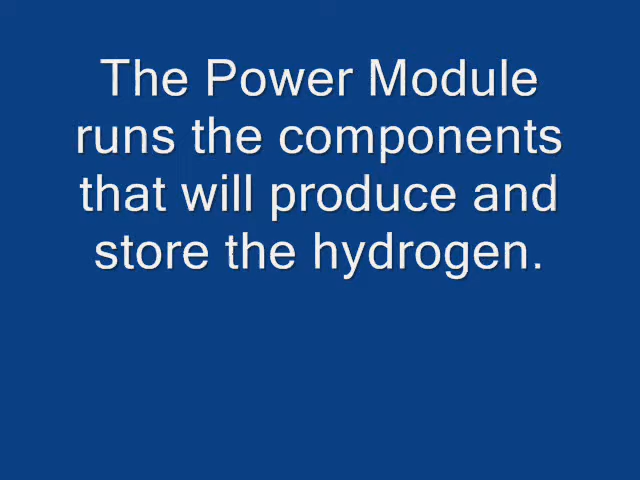 The Power Module
runs the components
that will produce and
store the hydrogen.